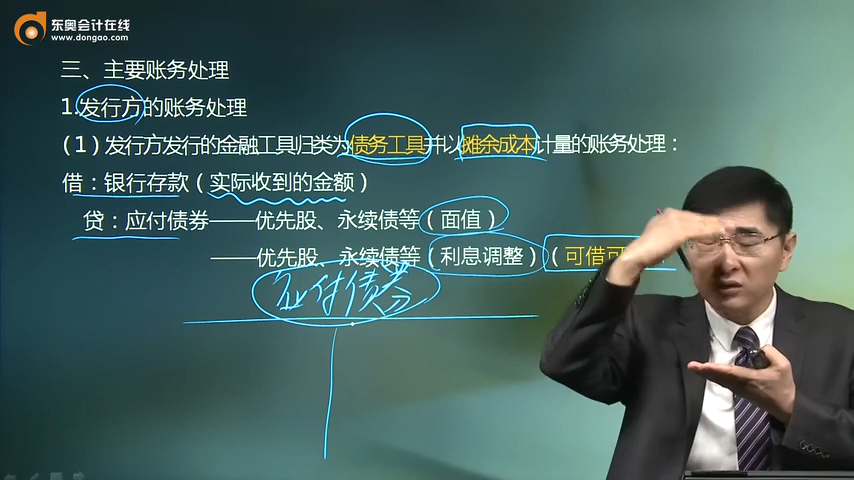 东奥会计在线
www.dongao.com
三、主要账务处理
1.发行方的账务处理
(1)发行方发行的金融工具归类为债务工具并以摊余成本计量的账务处理：
借：银行存款（实际收到的金额）
贷：应付债券——优先股、永续债等（面值）
——优先股、永续债等（利息调整）（可借可
应付债券